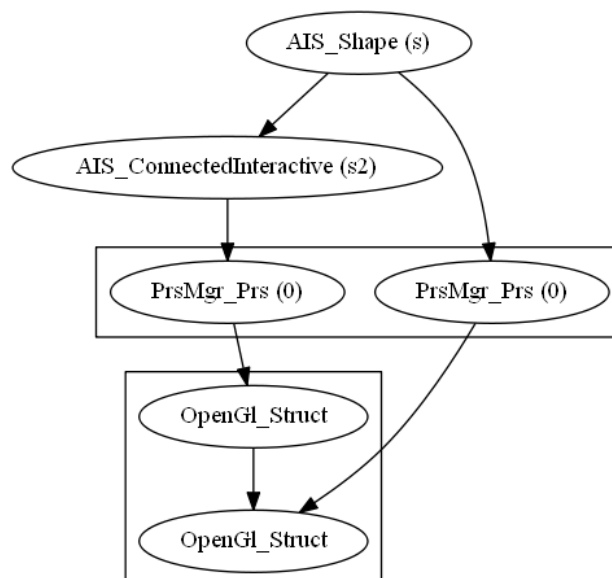 AIS_Shape (s)
AIS_ConnectedInteractive (s2)
PrsMgr_Prs (0)
PrsMgr_Prs (0)
OpenGl_Struct
OpenGl_Struct